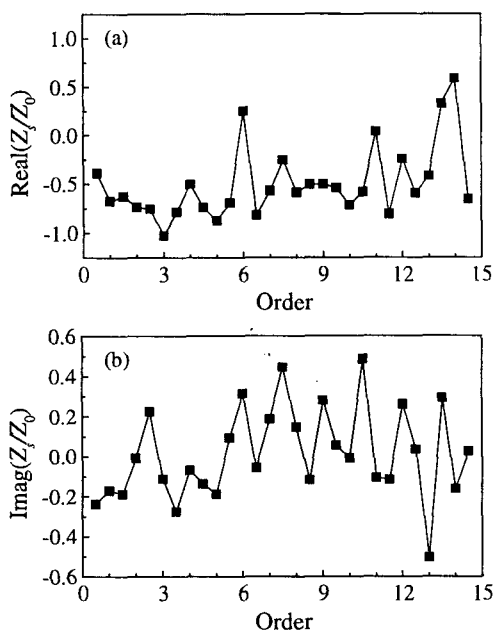 (a)
Real(Z_s/Z_0)
1.0
0.5
0.0
-0.5
-1.0
0 3 6 9 12 15
Order
(b)
Imag(Z_s/Z_0)
0.6
0.4
0.2
0.0
-0.2
-0.4
-0.6
0 3 6 9 12 15
Order